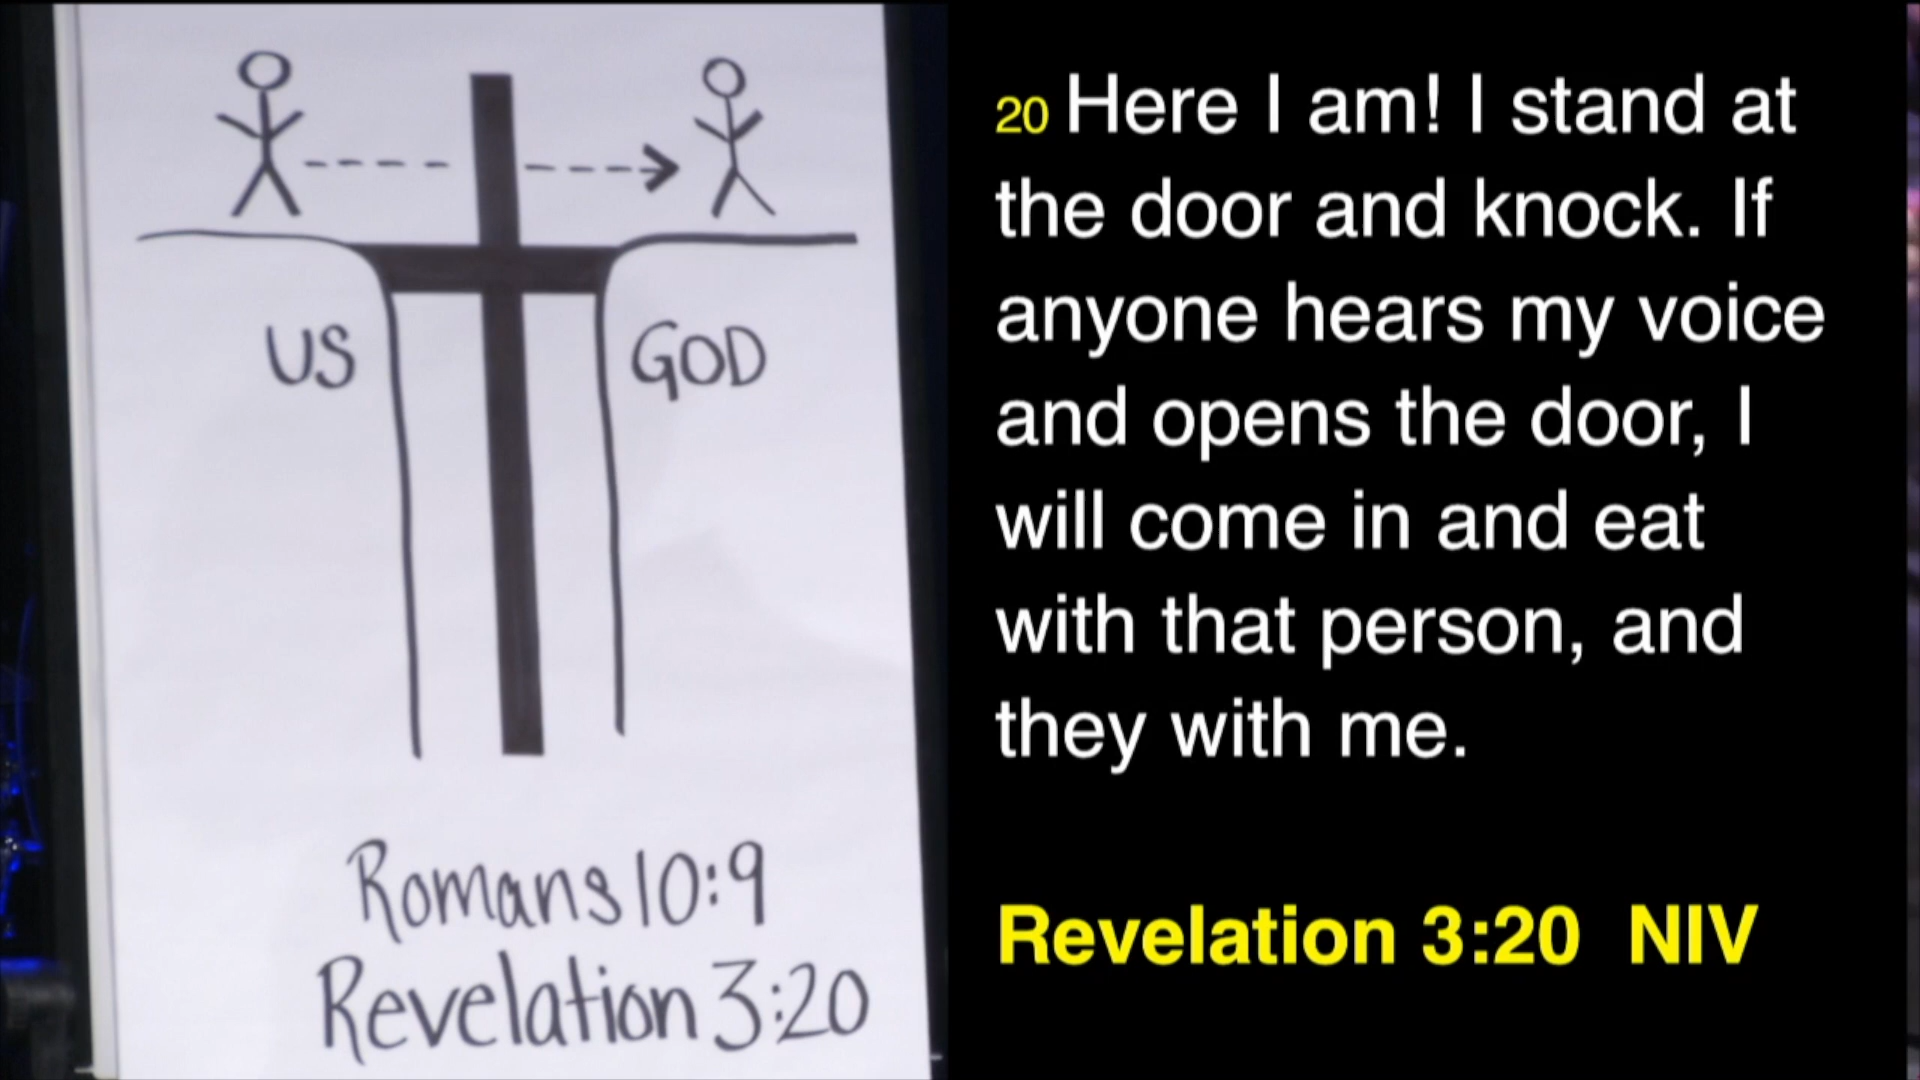 US
GOD
Romans 10:9
Revelation 3:20
20 Here I am! I stand at
the door and knock. If
anyone hears my voice
and opens the door, I
will come in and eat
with that person, and
they with me.
Revelation 3:20 NIV